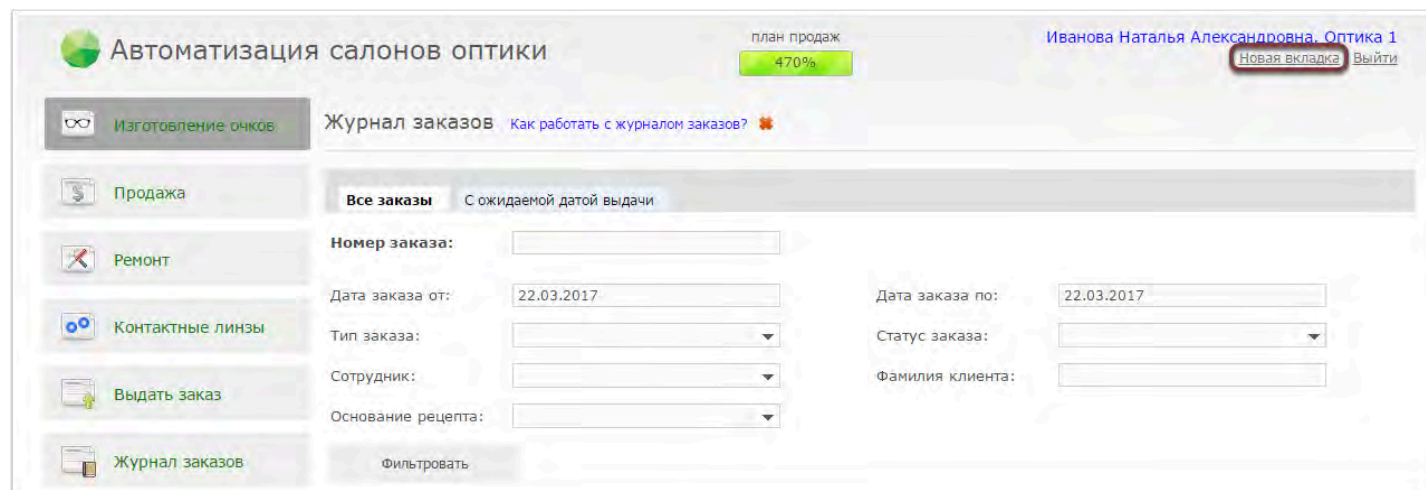 Автоматизация салонов оптики
план продаж
470%
Иванова Наталья Александровна, Оптика 1
Новая вкладка Выйти
Изготовление очков
Журнал заказов Как работать с журналом заказов?
Продажа
Все заказы С ожидаемой датой выдачи
Номер заказа:
Ремонт
Дата заказа от: 22.03.2017 Дата заказа по: 22.03.2017
Контактные линзы
Тип заказа: Статус заказа:
Сотрудник: Фамилия клиента:
Выдать заказ
Основание рецепта:
Журнал заказов
Фильтровать